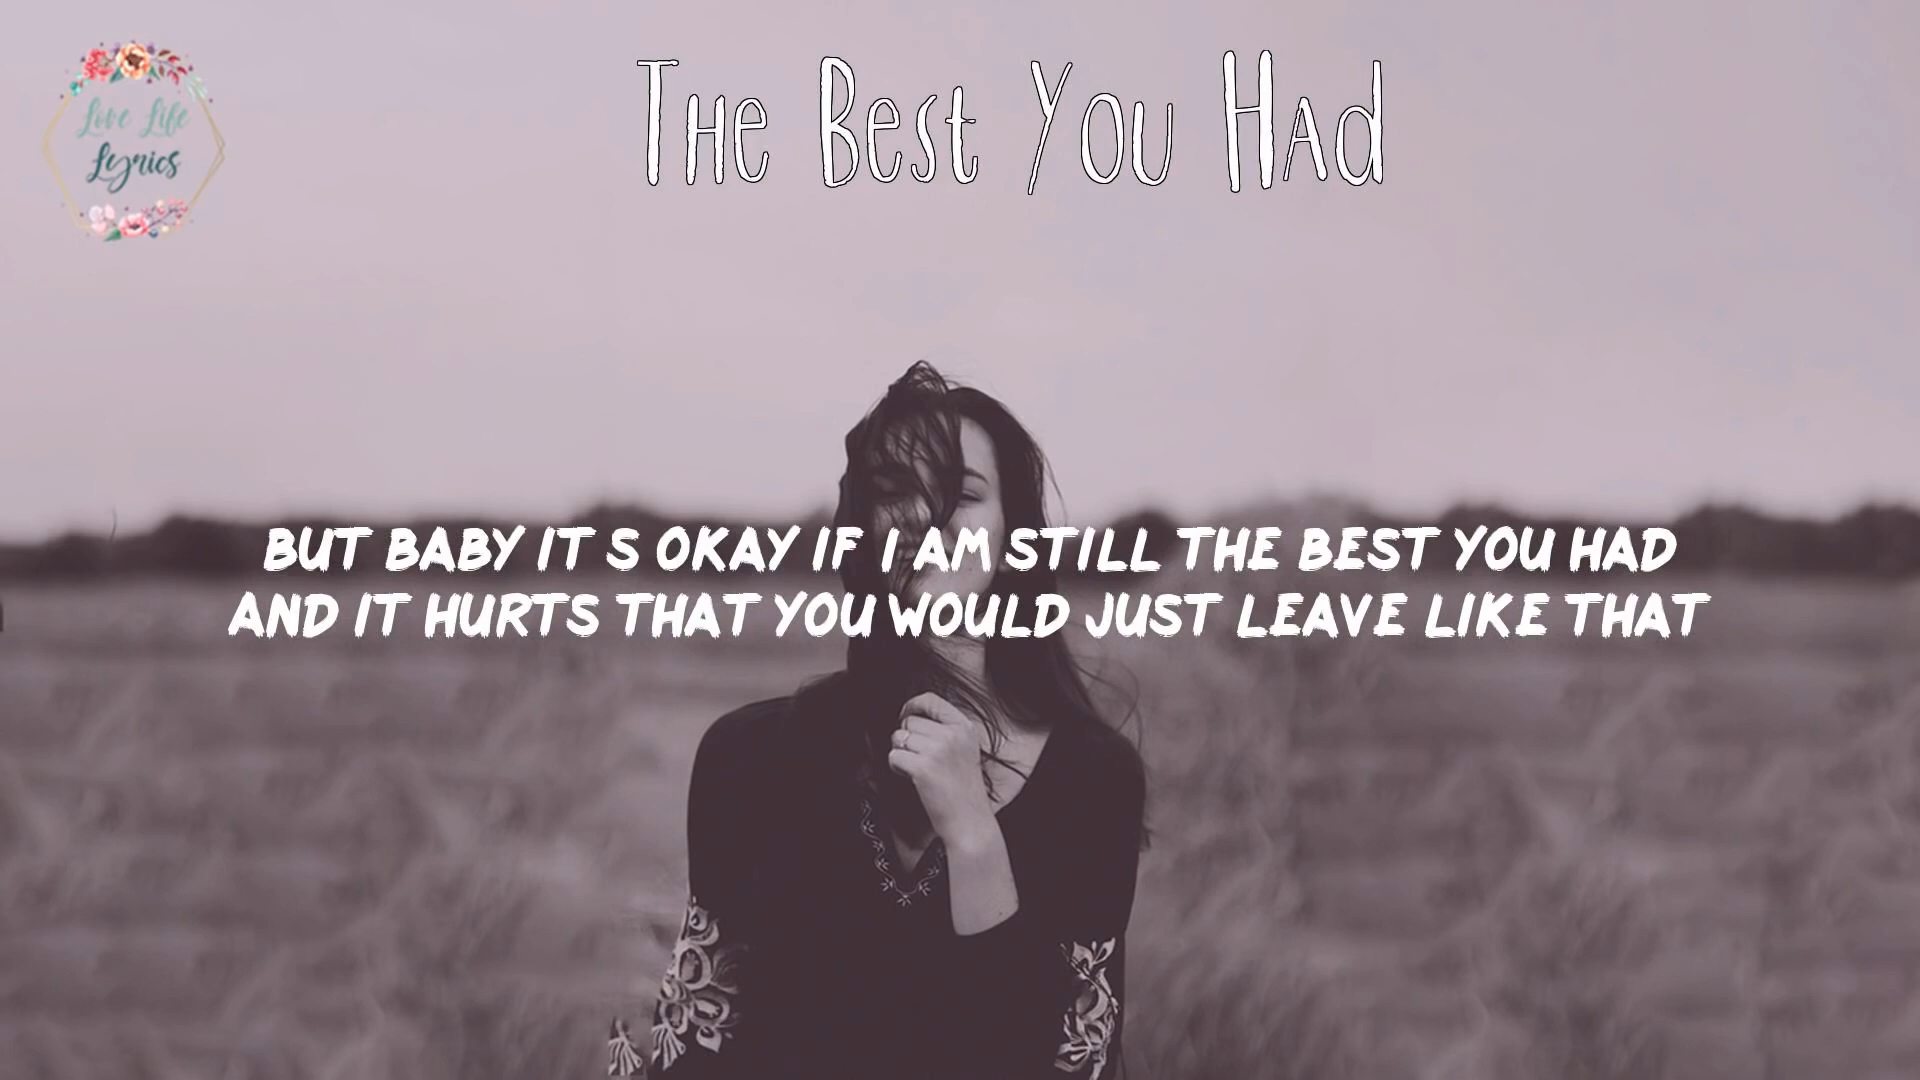 Love Life
Lyrics
The Best You Had
BUT BABY IT S OKAY IF I AM STILL THE BEST YOU HAD
AND IT HURTS THAT YOU WOULD JUST LEAVE LIKE THAT